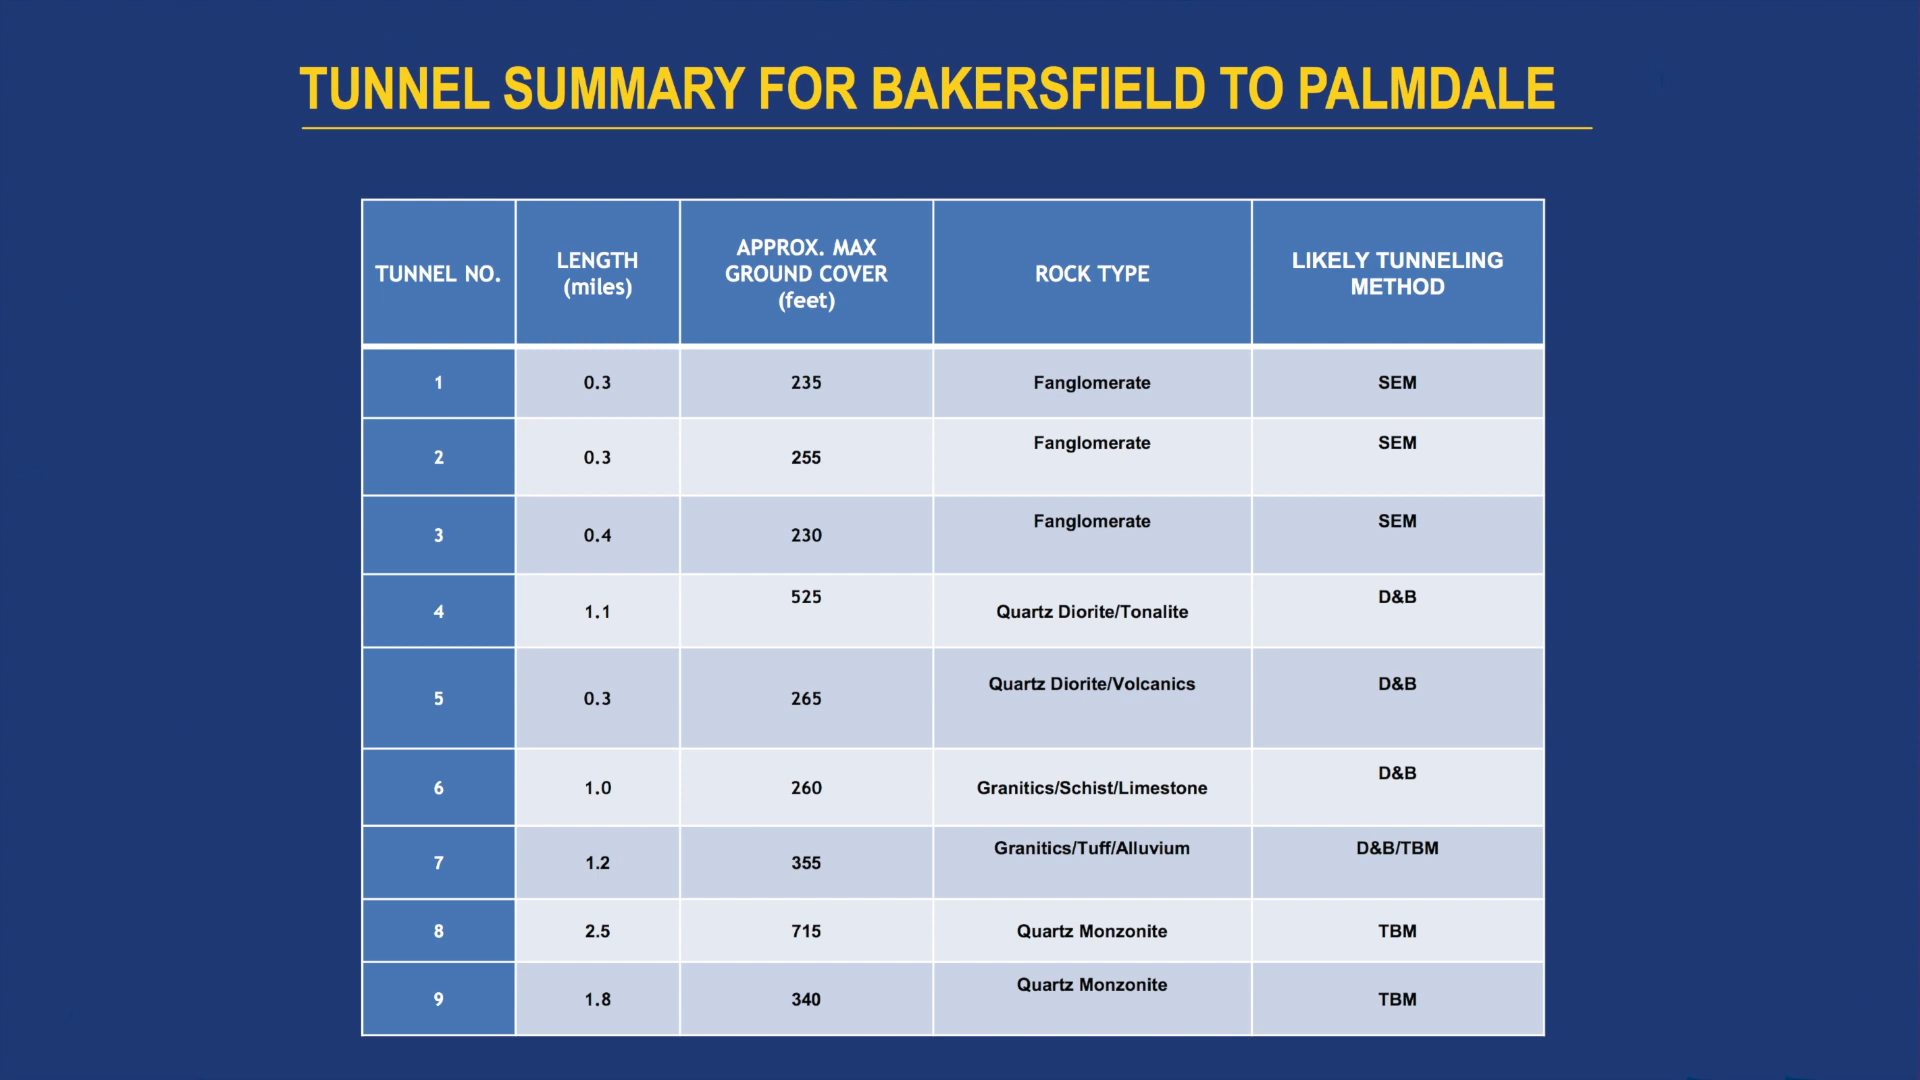 TUNNEL SUMMARY FOR BAKERSFIELD TO PALMDALE
TUNNEL NO. LENGTH (miles) APPROX. MAX GROUND COVER (feet) ROCK TYPE LIKELY TUNNELING METHOD
1 0.3 235 Fanglomerate SEM
2 0.3 255 Fanglomerate SEM
3 0.4 230 Fanglomerate SEM
4 1.1 525 Quartz Diorite/Tonalite D&B
5 0.3 265 Quartz Diorite/Volcanics D&B
6 1.0 260 Granitics/Schist/Limestone D&B
7 1.2 355 Granitics/Tuff/Alluvium D&B/TBM
8 2.5 715 Quartz Monzonite TBM
9 1.8 340 Quartz Monzonite TBM